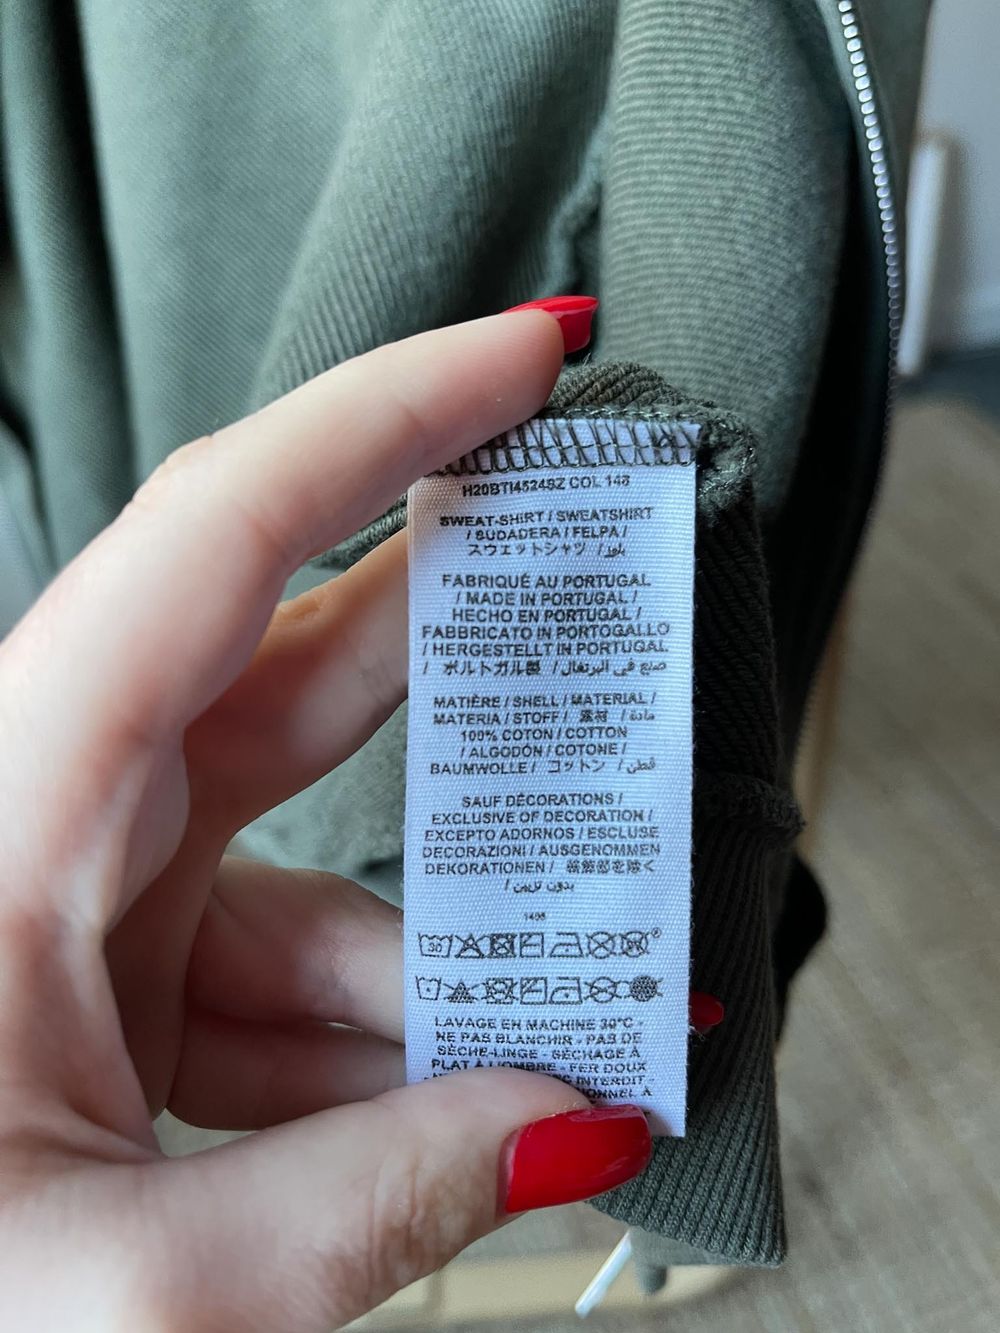 COL 148
SWEAT-SHIRT / SWEATSHIRT
/ SUDADERA / FELPA /
スウェットシャツ / بلوز
FABRIQUÉ AU PORTUGAL
/ MADE IN PORTUGAL /
HECHO EN PORTUGAL /
FABBRICATO IN PORTOGALLO
/ HERGESTELLT IN PORTUGAL
/ ポルトガル製 / صنع في البرتغال
MATIÈRE / SHELL / MATERIAL /
MATERIA / STOFF / 素材 / مادة
100% COTON / COTTON
/ ALGODÓN / COTONE /
BAUMWOLLE / コットン / قطن
SAUF DÉCORATIONS /
EXCLUSIVE OF DECORATION /
EXCEPTO ADORNOS / ESCLUSE
DECORAZIONI / AUSGENOMMEN
DEKORATIONEN / 装飾部を除く
/ بدون تزيين
30
LAVAGE EN MACHINE 30°C -
NE PAS BLANCHIR - PAS DE
SÈCHE-LINGE - SÉCHAGE À
PLAT À L'OMBRE - FER DOUX
INTERDIT -